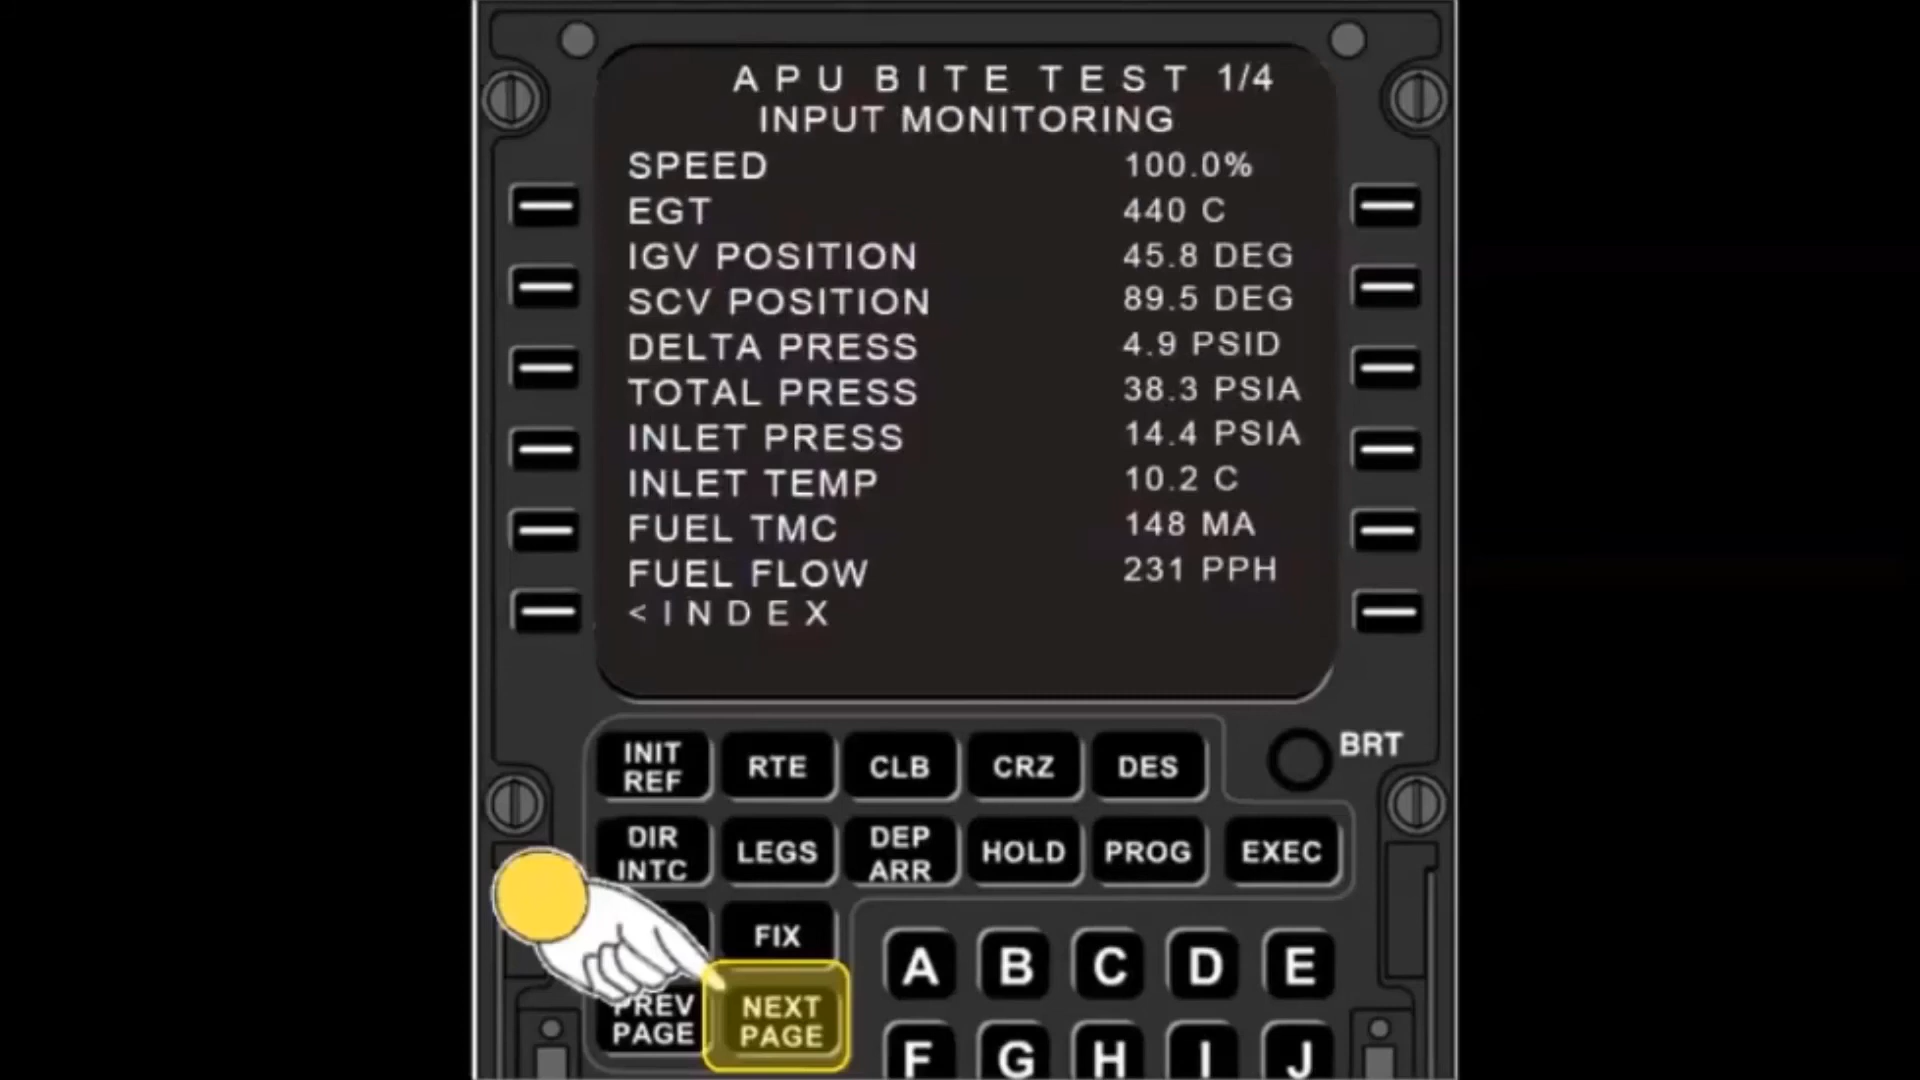 APU BITE TEST 1/4
INPUT MONITORING
SPEED 100.0%
EGT 440 C
IGV POSITION 45.8 DEG
SCV POSITION 89.5 DEG
DELTA PRESS 4.9 PSID
TOTAL PRESS 38.3 PSIA
INLET PRESS 14.4 PSIA
INLET TEMP 10.2 C
FUEL TMC 148 MA
FUEL FLOW 231 PPH
<INDEX
BRT
INIT REF RTE CLB CRZ DES
DIR INTC LEGS DEP ARR HOLD PROG EXEC
FIX
PREV PAGE NEXT PAGE
A B C D E
F G H I J